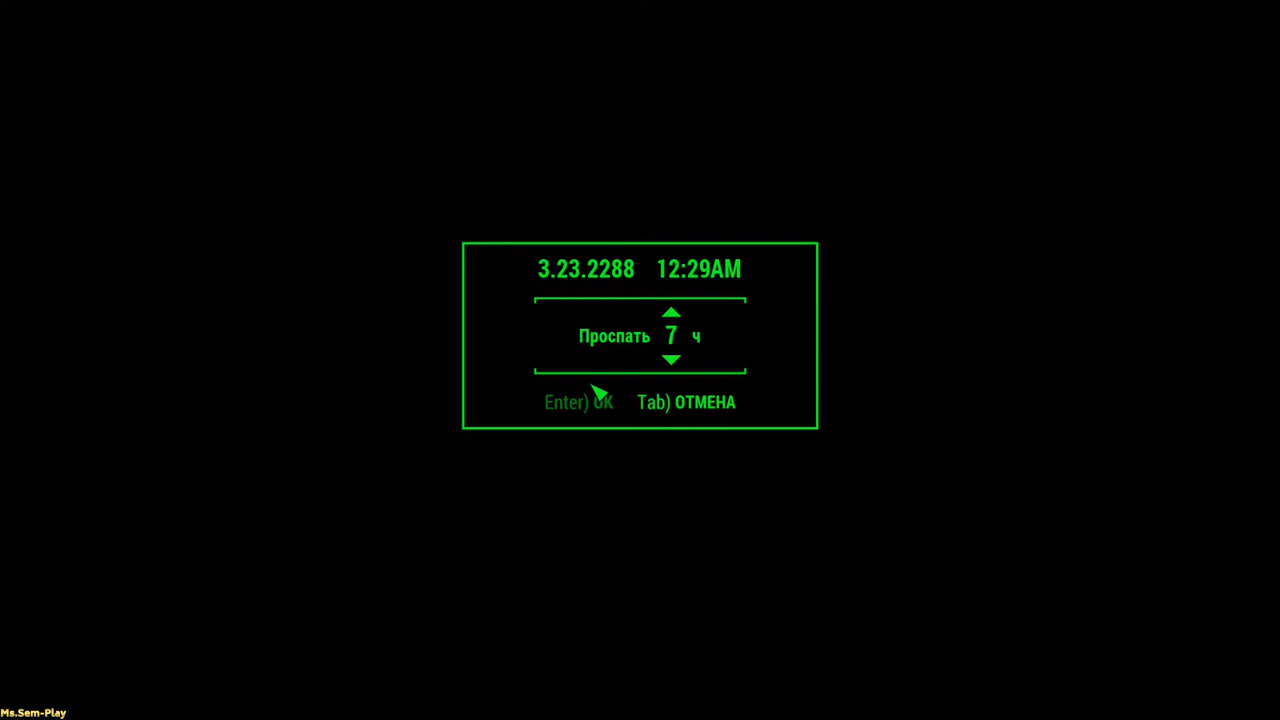 3.23.2288 12:29AM
Проспать 7 ч
Enter) OK Tab) ОТМЕНА
Ms.Sem-Play